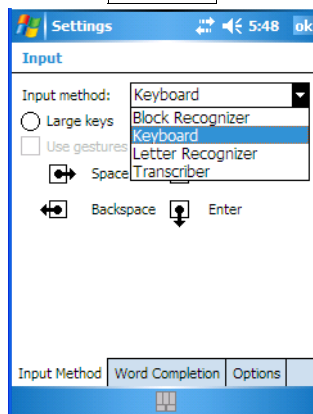 Settings 5:48 ok
Input
Input method: Keyboard
Block Recognizer
Large keys
Keyboard
Use gestures
Letter Recognizer
Transcriber
Space
Backspace Enter
Input Method Word Completion Options